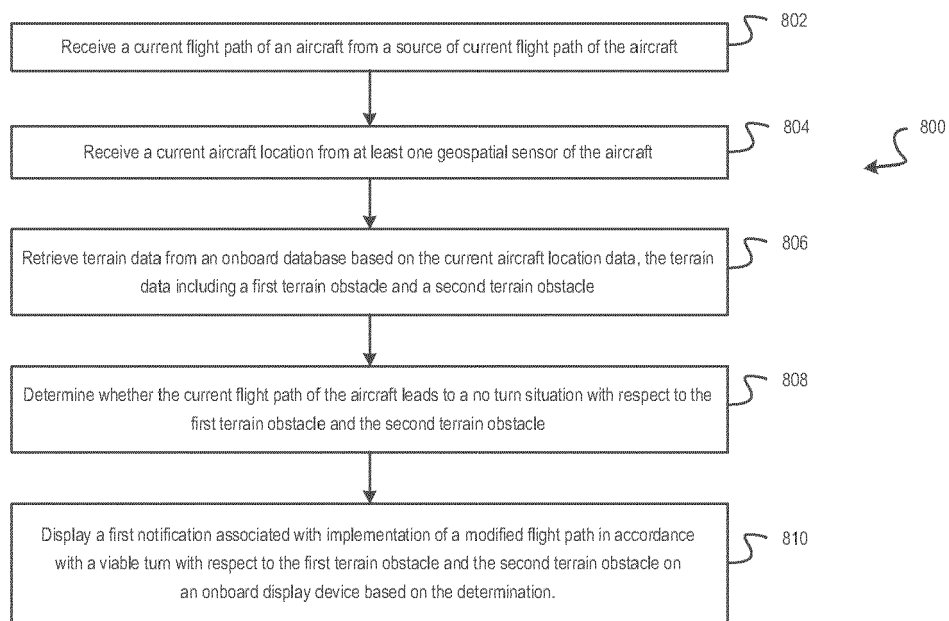 802
Receive a current flight path of an aircraft from a source of current flight path of the aircraft
804
800
Receive a current aircraft location from at least one geospatial sensor of the aircraft
806
Retrieve terrain data from an onboard database based on the current aircraft location data, the terrain
data including a first terrain obstacle and a second terrain obstacle
808
Determine whether the current flight path of the aircraft leads to a no turn situation with respect to the
first terrain obstacle and the second terrain obstacle
810
Display a first notification associated with implementation of a modified flight path in accordance
with a viable turn with respect to the first terrain obstacle and the second terrain obstacle on
an onboard display device based on the determination.